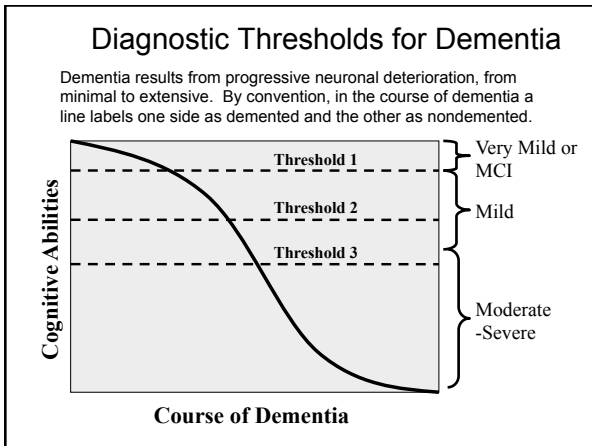 Diagnostic Thresholds for Dementia
Dementia results from progressive neuronal deterioration, from
minimal to extensive.  By convention, in the course of dementia a
line labels one side as demented and the other as nondemented.
Cognitive Abilities
Threshold 1
Threshold 2
Threshold 3
Very Mild or
MCI
Mild
Moderate
-Severe
Course of Dementia